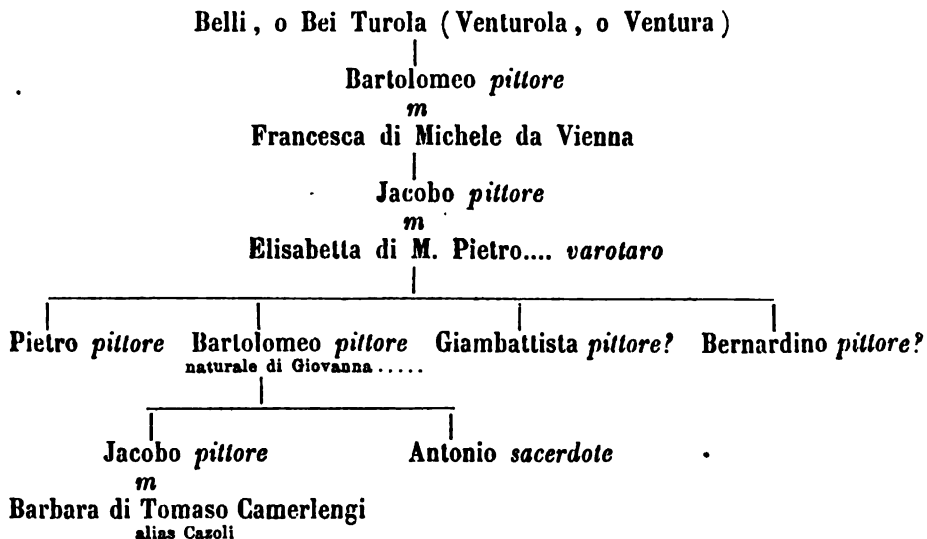 Belli, o Bei Turola (Venturola, o Ventura)
Bartolomeo pittore
m
Francesca di Michele da Vienna
Jacobo pittore
m
Elisabetta di M. Pietro.... varotaro
Pietro pittore Bartolomeo pittore Giambattista pittore? Bernardino pittore?
naturale di Giovanna.....
Jacobo pittore Antonio sacerdote
m
Barbara di Tomaso Camerlengi
alias Cazoli